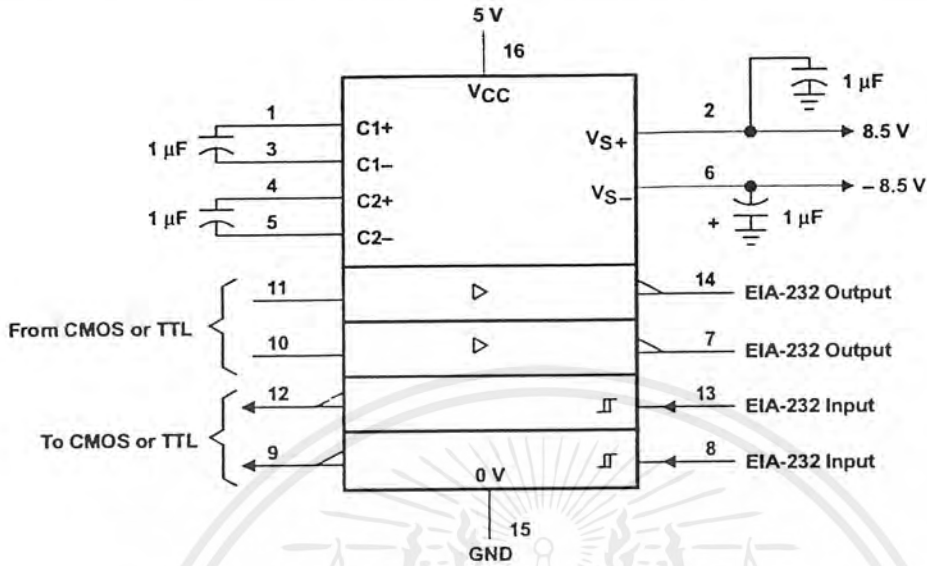 5 V
16
VCC
1 µF
2
1
C1+
VS+
8.5 V
1 µF
3
C1–
6
4
VS–
– 8.5 V
C2+
1 µF
5
+
1 µF
C2–
11
14
EIA-232 Output
From CMOS or TTL
10
7
EIA-232 Output
12
13
EIA-232 Input
To CMOS or TTL
9
8
EIA-232 Input
0 V
15
GND